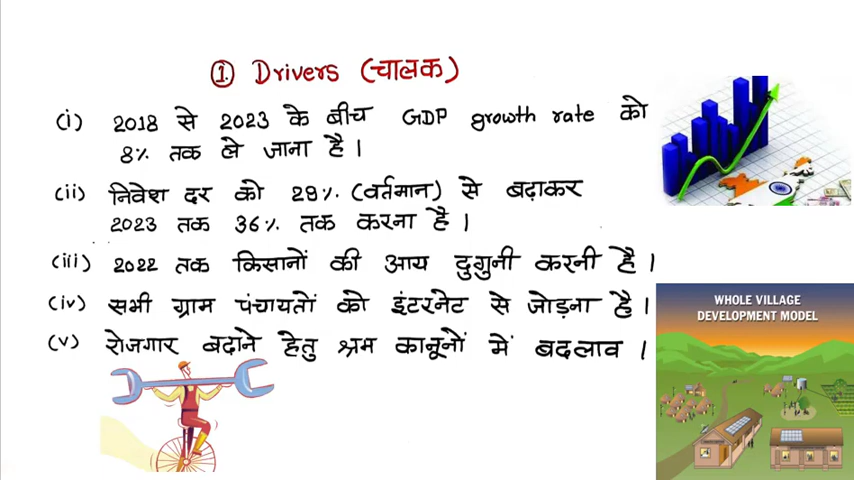 ① Drivers (चालक)
(i) 2018 से 2023 के बीच GDP growth rate को
8% तक ले जाना है।
(ii) निवेश दर को 29% (वर्तमान) से बढ़ाकर
2023 तक 36% तक करना है।
(iii) 2022 तक किसानों की आय दुगुनी करनी है।
(iv) सभी ग्राम पंचायतों को इंटरनेट से जोड़ना है।
(v) रोजगार बढ़ाने हेतु श्रम कानूनों में बदलाव ।
WHOLE VILLAGE
DEVELOPMENT MODEL